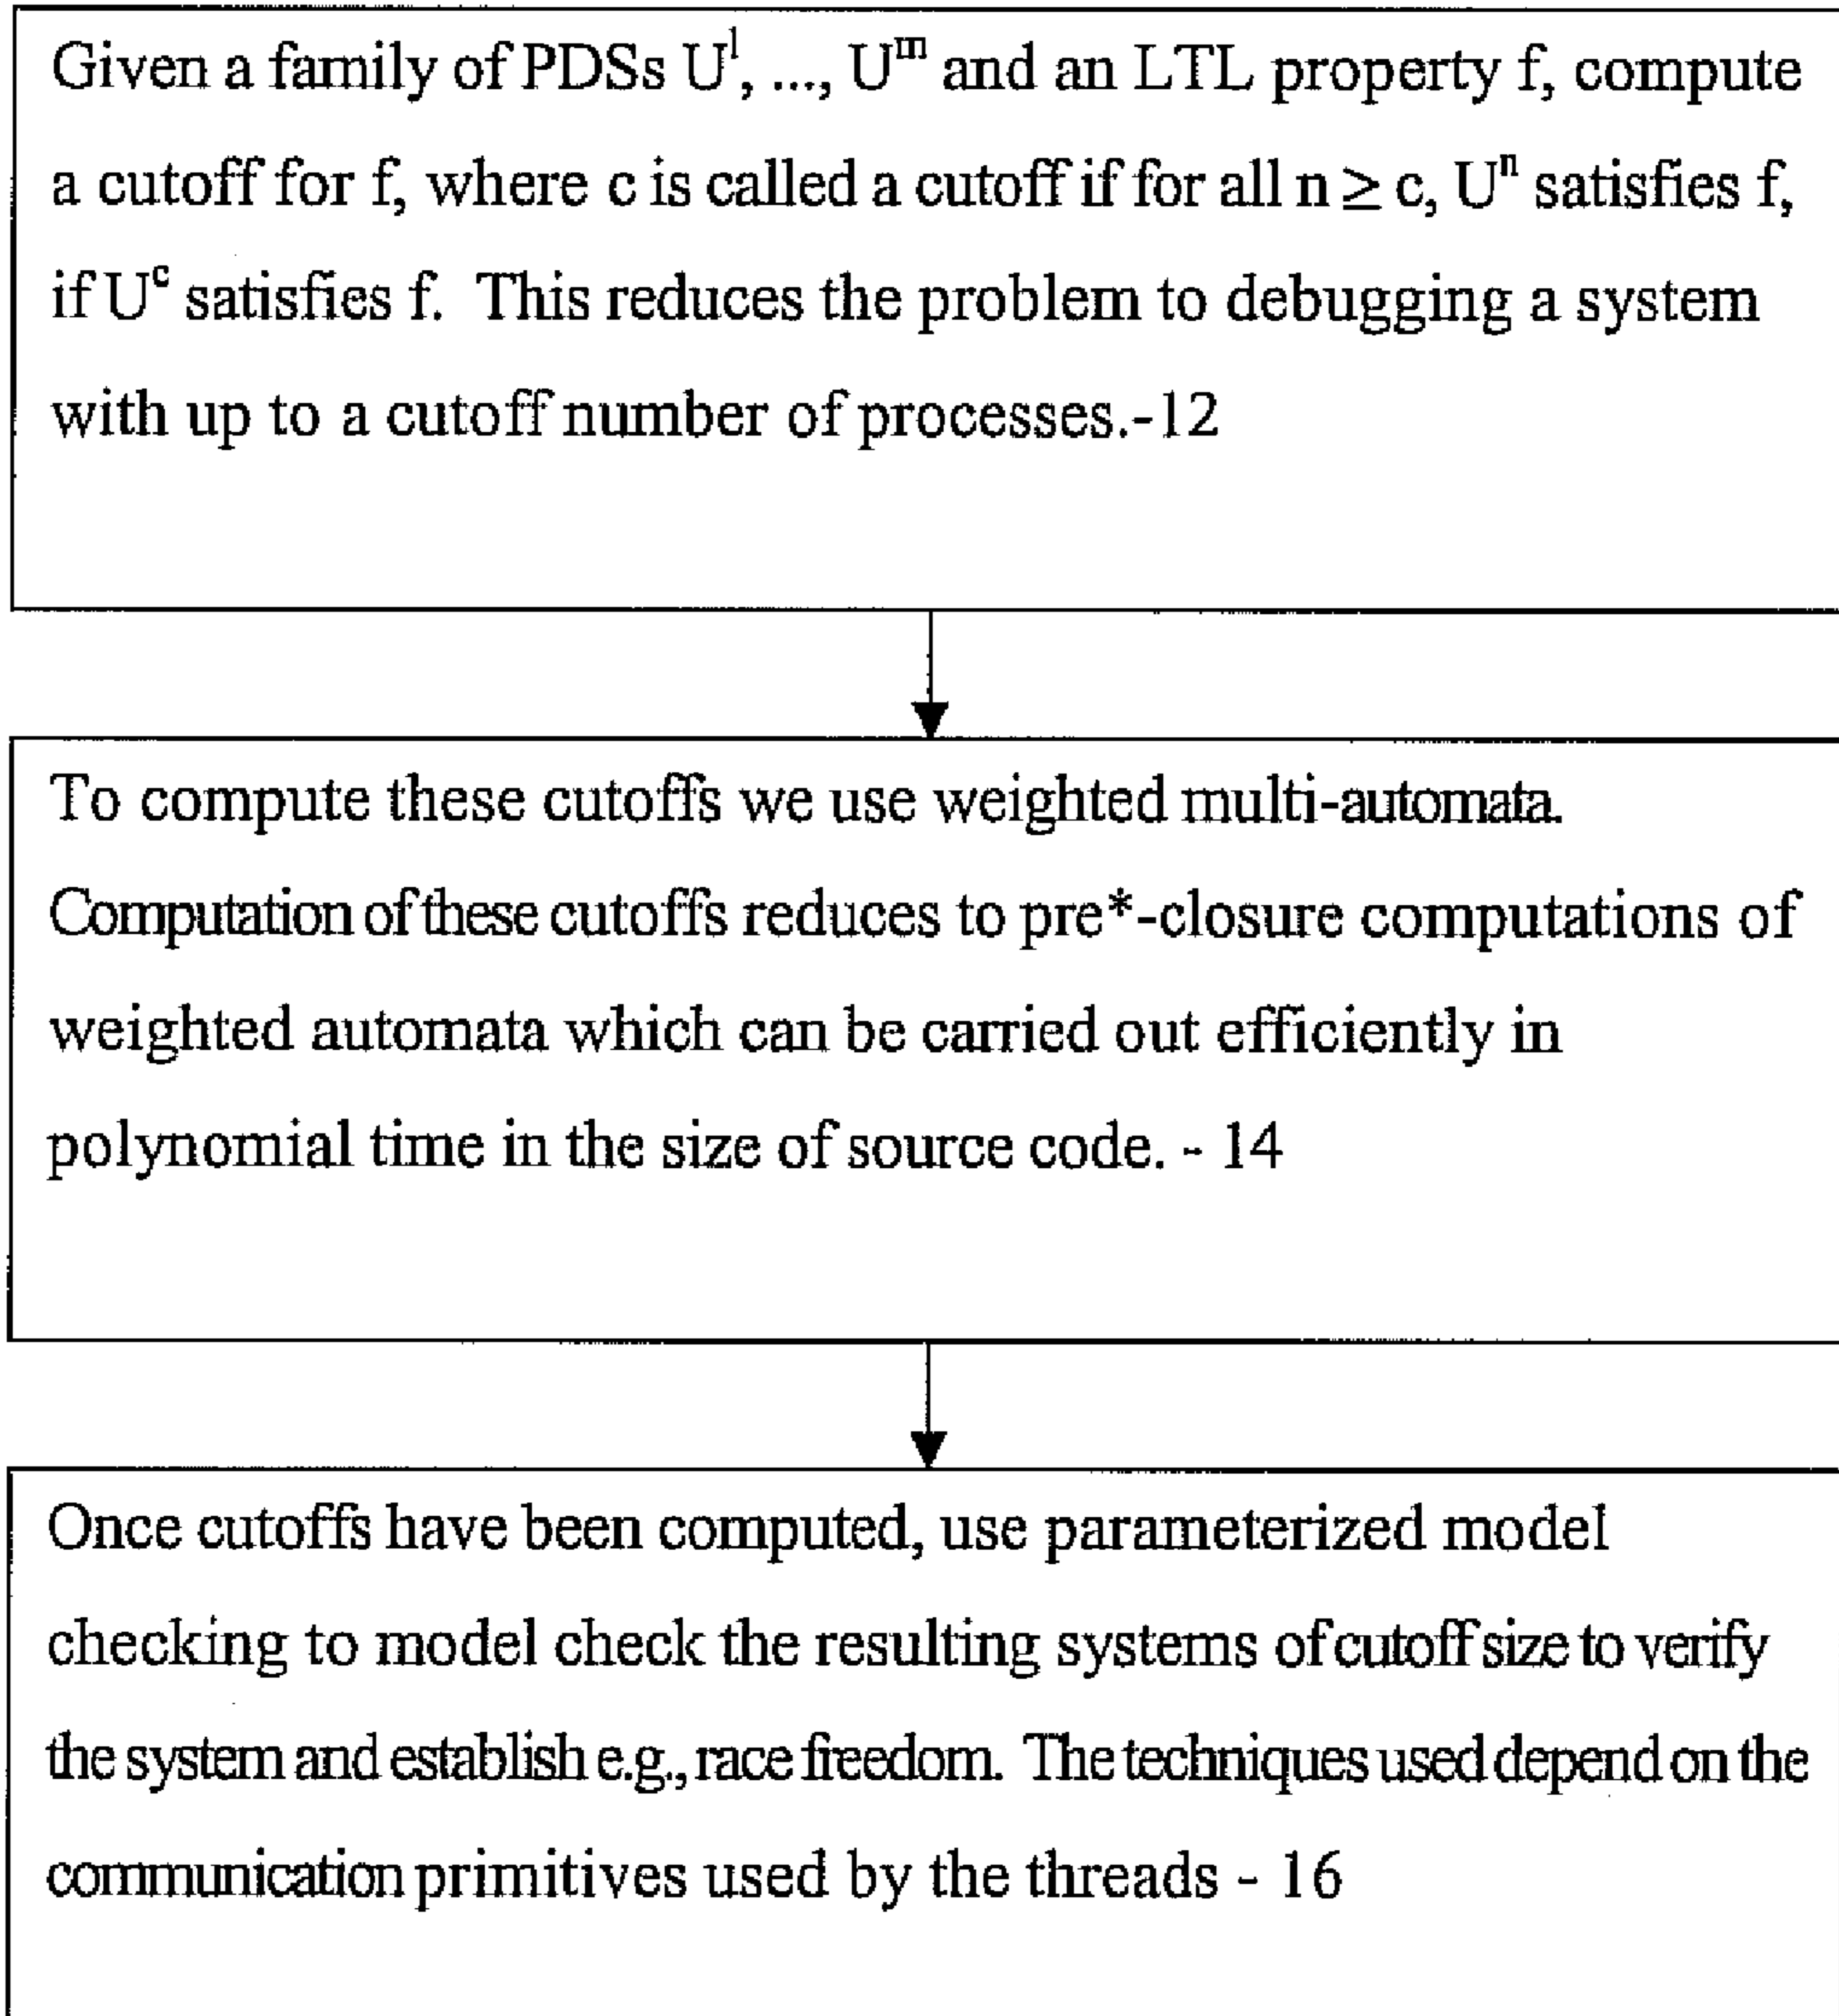 Given a family of PDSs U¹, ..., Uᵐ and an LTL property f, compute
a cutoff for f, where c is called a cutoff if for all n ≥ c, Uⁿ satisfies f,
if Uᶜ satisfies f. This reduces the problem to debugging a system
with up to a cutoff number of processes.-12
To compute these cutoffs we use weighted multi-automata.
Computation of these cutoffs reduces to pre*-closure computations of
weighted automata which can be carried out efficiently in
polynomial time in the size of source code. - 14
Once cutoffs have been computed, use parameterized model
checking to model check the resulting systems of cutoff size to verify
the system and establish e.g., race freedom. The techniques used depend on the
communication primitives used by the threads - 16